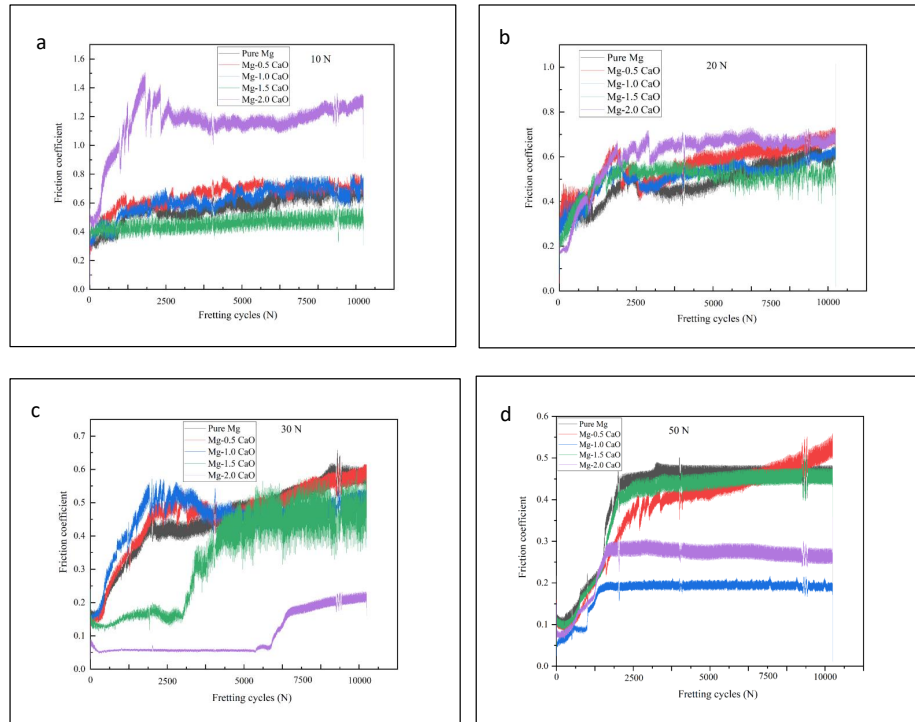 a
10 N
Pure Mg
Mg-0.5 CaO
Mg-1.0 CaO
Mg-1.5 CaO
Mg-2.0 CaO
Friction coefficient
1.6
1.4
1.2
1.0
0.8
0.6
0.4
0.2
0.0
0
2500
5000
7500
10000
Fretting cycles (N)
b
20 N
Pure Mg
Mg-0.5 CaO
Mg-1.0 CaO
Mg-1.5 CaO
Mg-2.0 CaO
Friction coefficient
1.0
0.8
0.6
0.4
0.2
0.0
0
2500
5000
7500
10000
Fretting cycles (N)
c
30 N
Pure Mg
Mg-0.5 CaO
Mg-1.0 CaO
Mg-1.5 CaO
Mg-2.0 CaO
Friction coefficient
0.7
0.6
0.5
0.4
0.3
0.2
0.1
0.0
0
2500
5000
7500
10000
Fretting cycles (N)
d
50 N
Pure Mg
Mg-0.5 CaO
Mg-1.0 CaO
Mg-1.5 CaO
Mg-2.0 CaO
Friction coefficient
0.6
0.5
0.4
0.3
0.2
0.1
0.0
0
2500
5000
7500
10000
Fretting cycles (N)